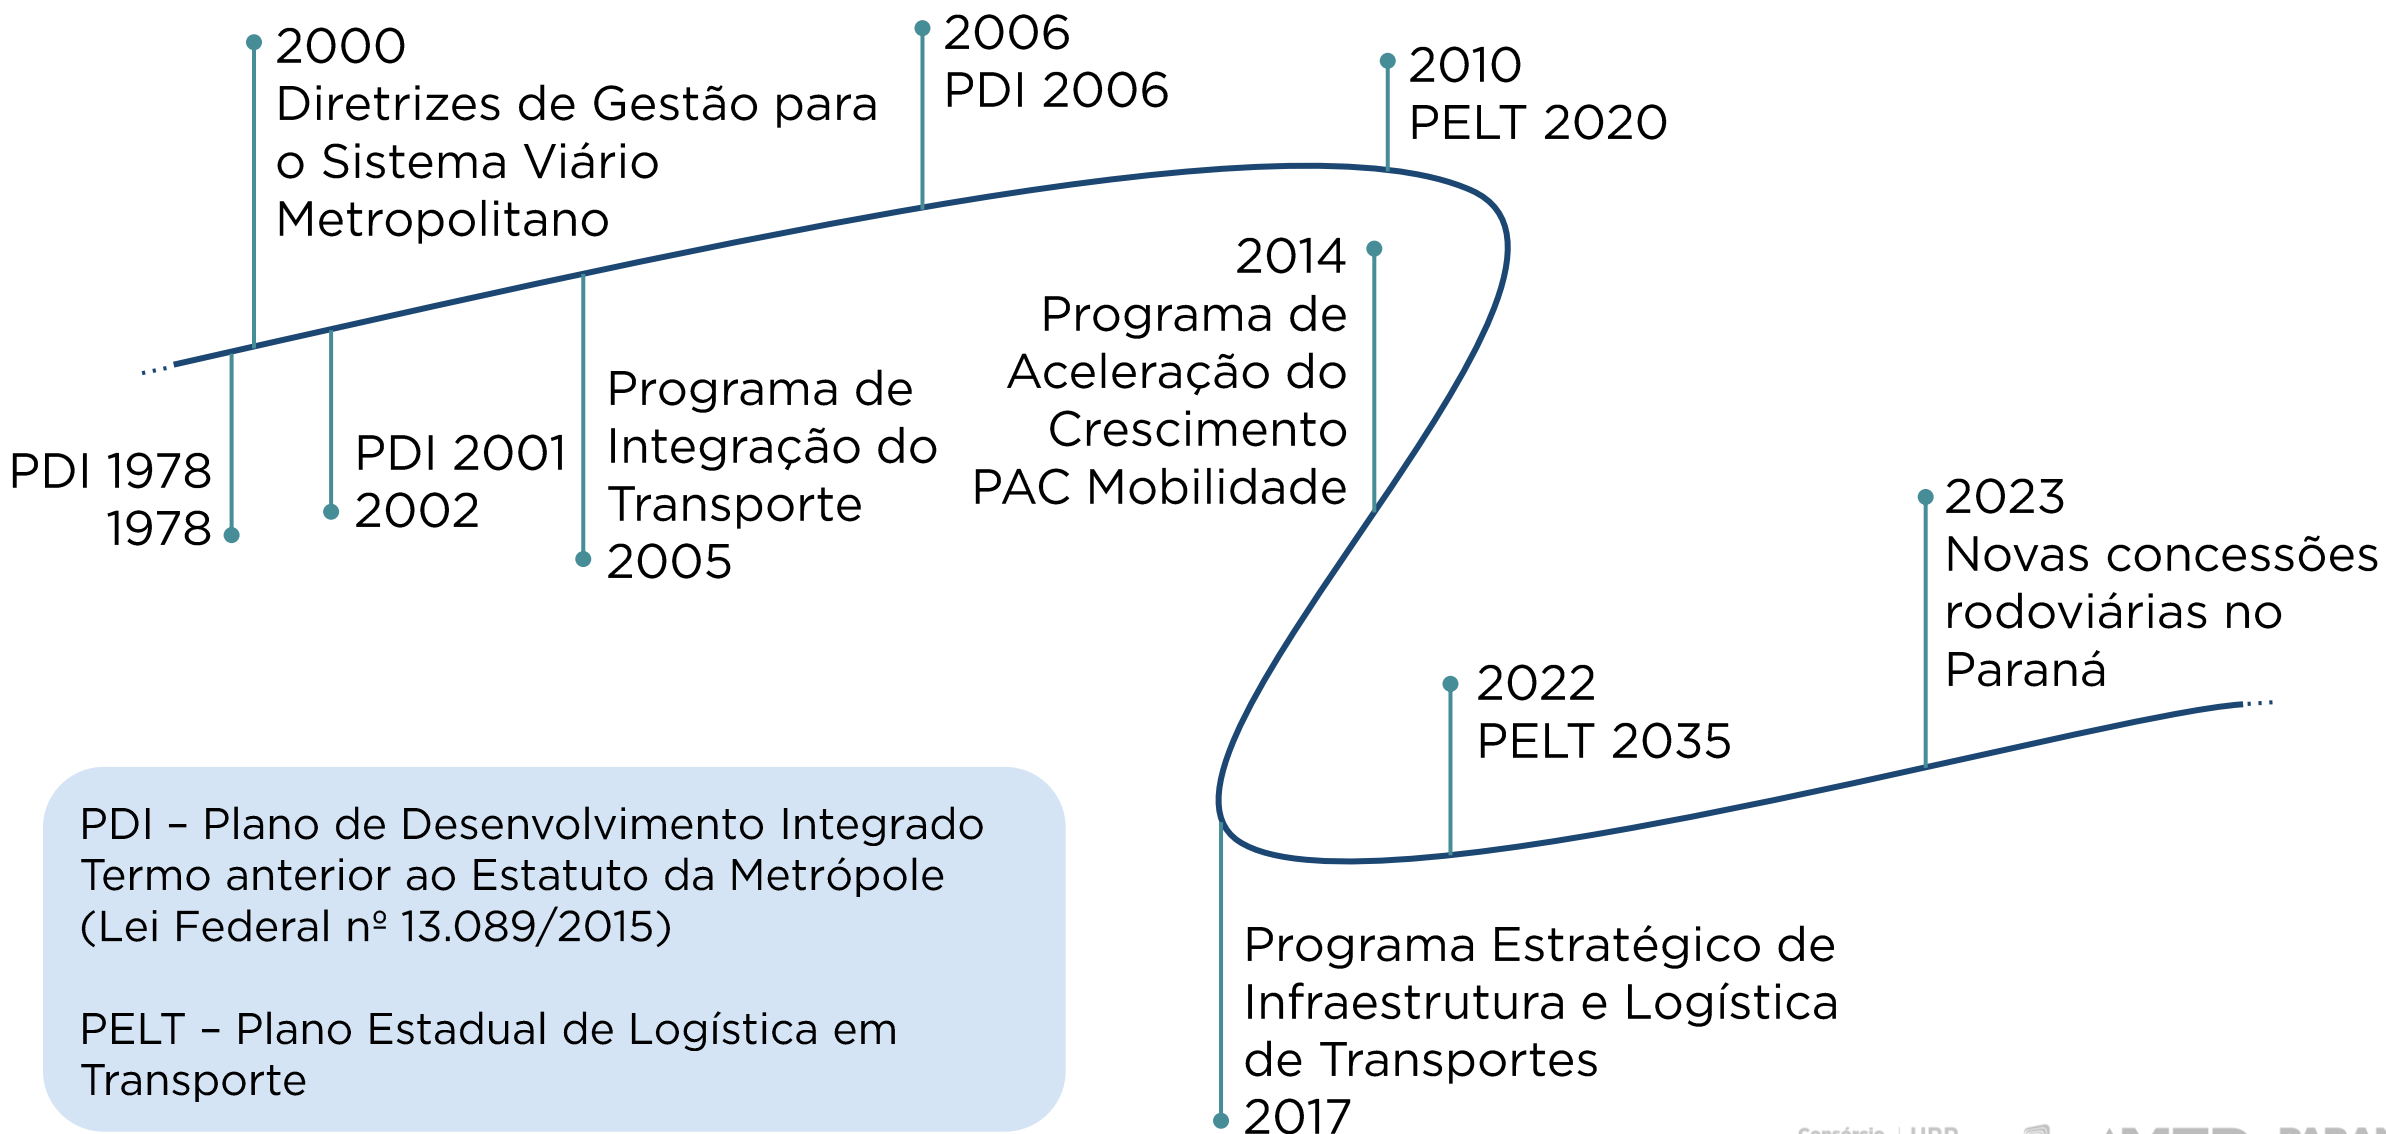 PDI 1978
1978
2000
Diretrizes de Gestão para
o Sistema Viário
Metropolitano
PDI 2001
2002
Programa de
Integração do
Transporte
2005
2006
PDI 2006
2010
PELT 2020
2014
Programa de
Aceleração do
Crescimento
PAC Mobilidade
Programa Estratégico de
Infraestrutura e Logística
de Transportes
2017
2022
PELT 2035
2023
Novas concessões
rodoviárias no
Paraná
PDI – Plano de Desenvolvimento Integrado
Termo anterior ao Estatuto da Metrópole
(Lei Federal nº 13.089/2015)
PELT – Plano Estadual de Logística em
Transporte